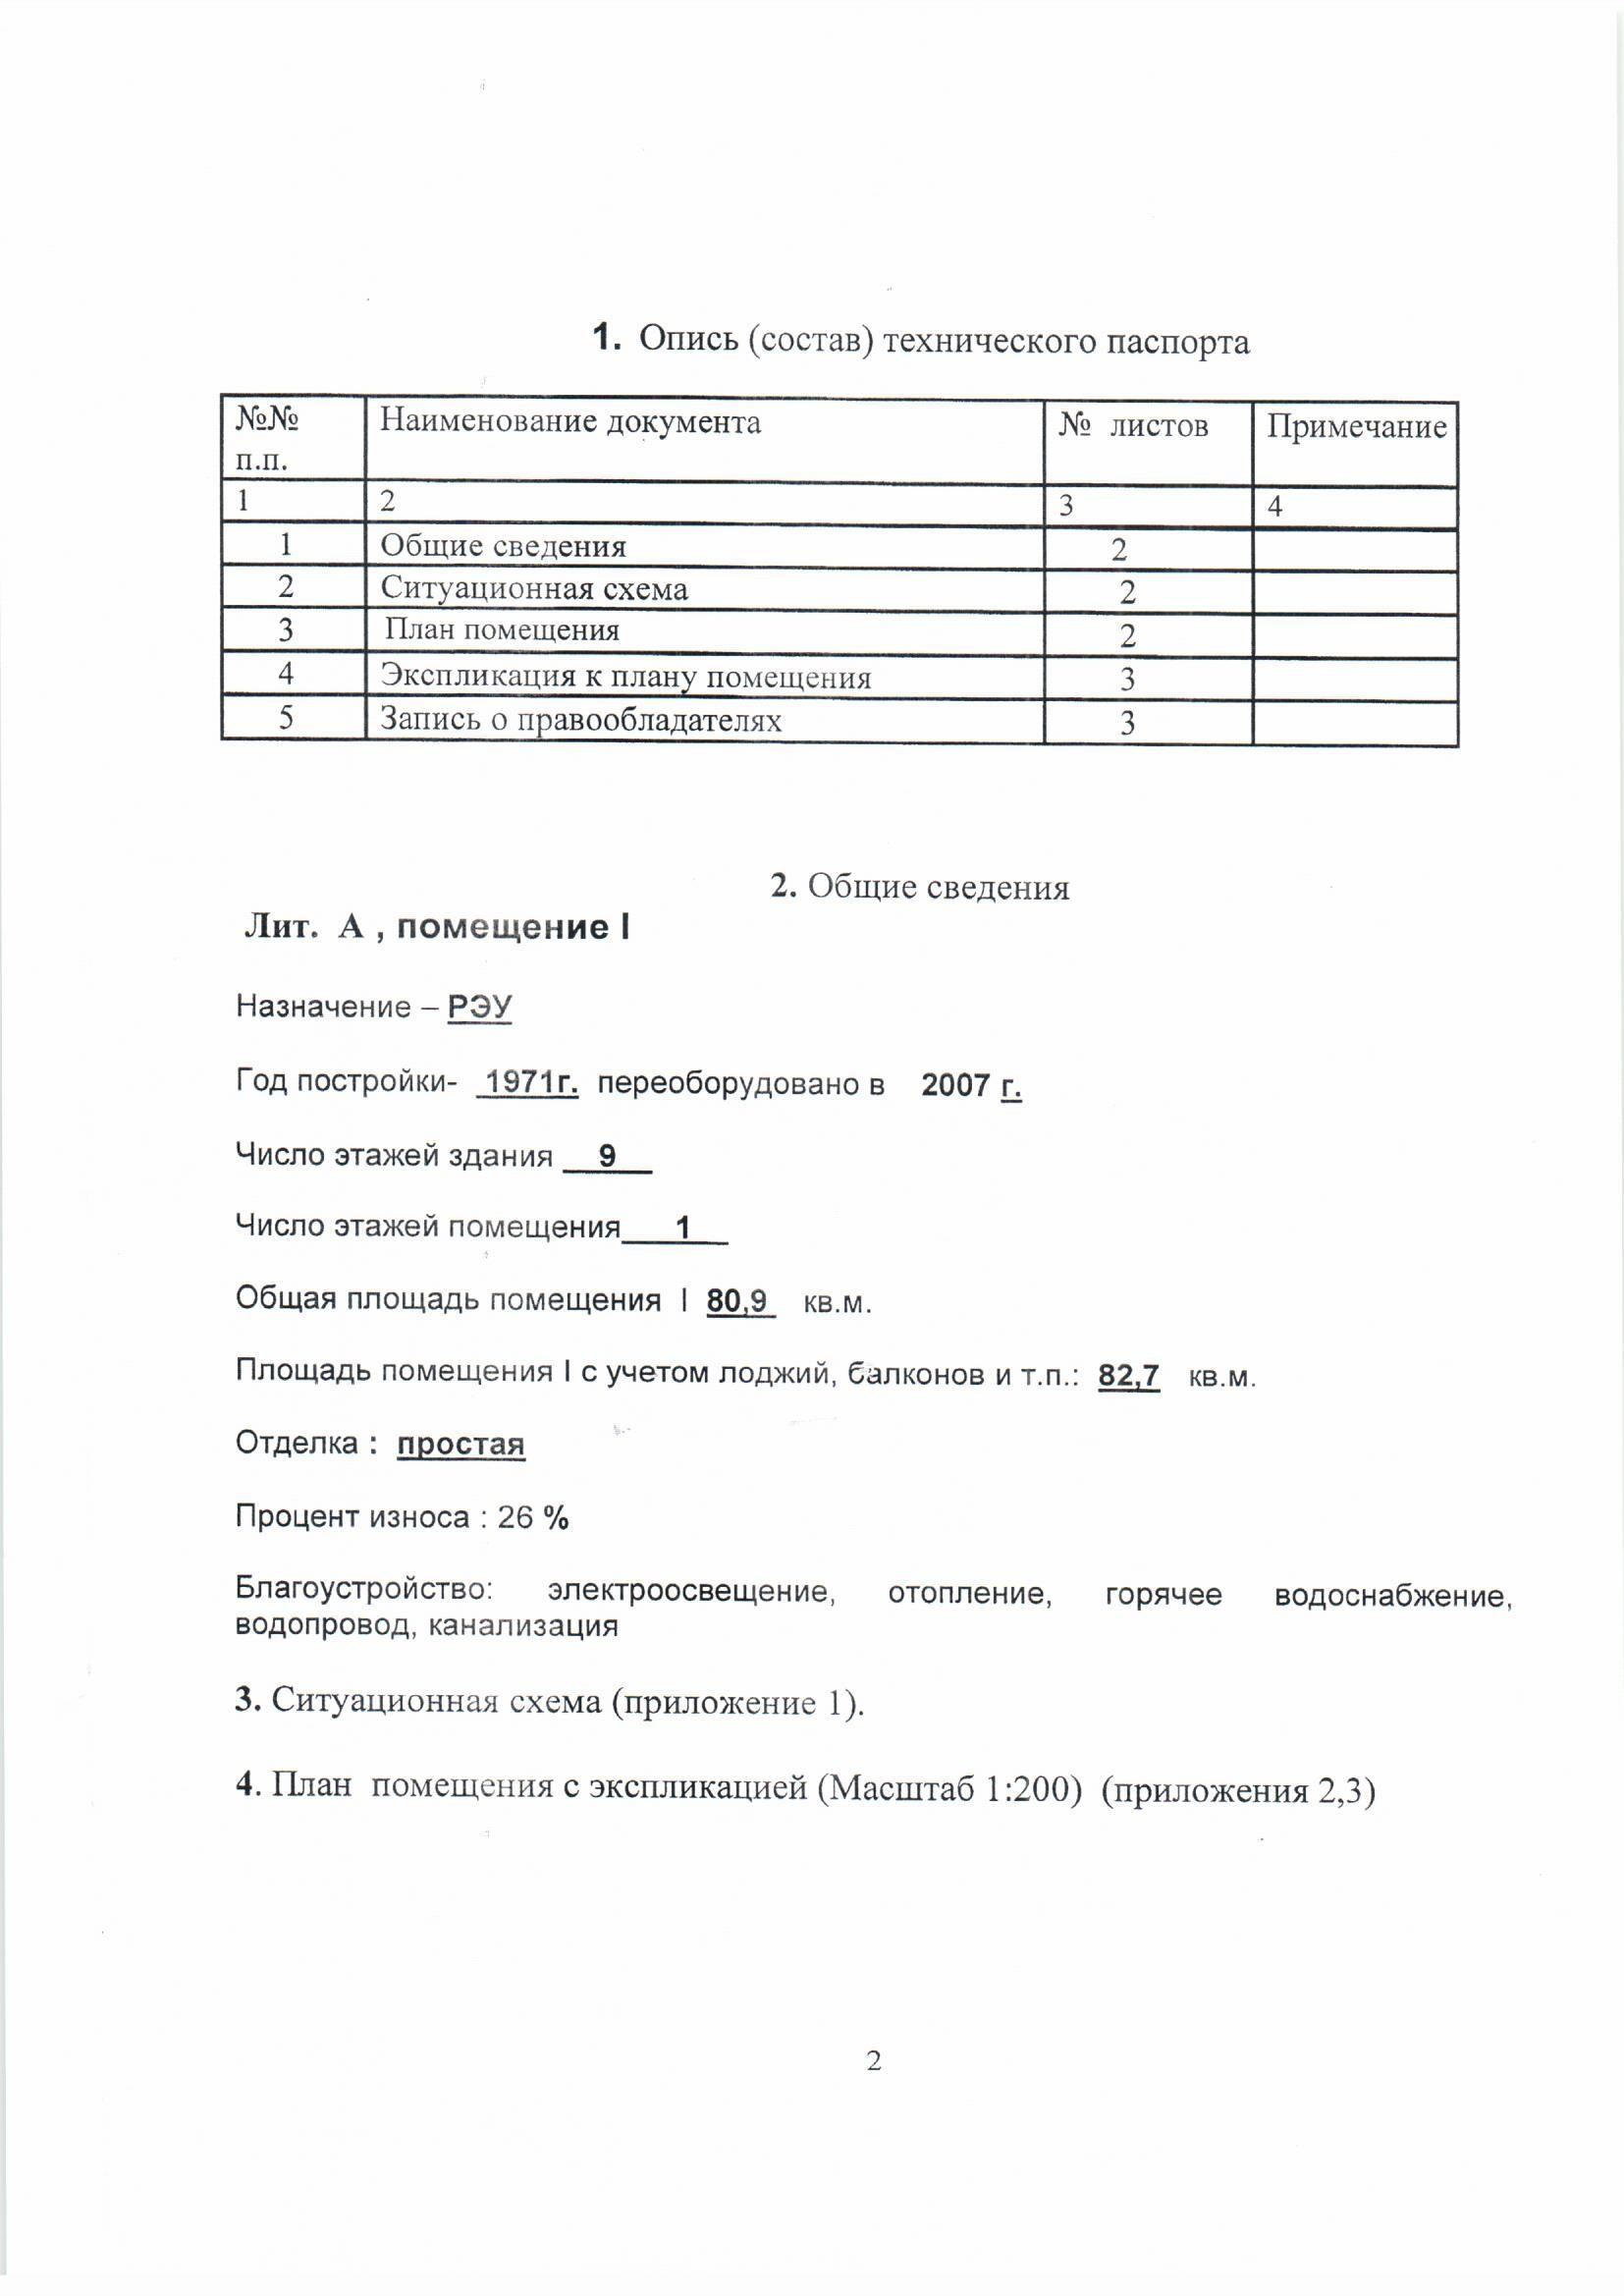 1. Опись (состав) технического паспорта
№№ Наименование документа № листов Примечание
п.п.
1 2 3 4
1 Общие сведения 2
2 Ситуационная схема 2
3 План помещения 2
4 Экспликация к плану помещения 3
5 Запись о правообладателях 3
2. Общие сведения
Лит. А , помещение I
Назначение – РЭУ
Год постройки- 1971г. переоборудовано в 2007 г.
Число этажей здания 9
Число этажей помещения 1
Общая площадь помещения I 80,9 кв.м.
Площадь помещения I с учетом лоджий, балконов и т.п.: 82,7 кв.м.
Отделка : простая
Процент износа : 26 %
Благоустройство: электроосвещение, отопление, горячее водоснабжение,
водопровод, канализация
3. Ситуационная схема (приложение 1).
4. План помещения с экспликацией (Масштаб 1:200) (приложения 2,3)
2